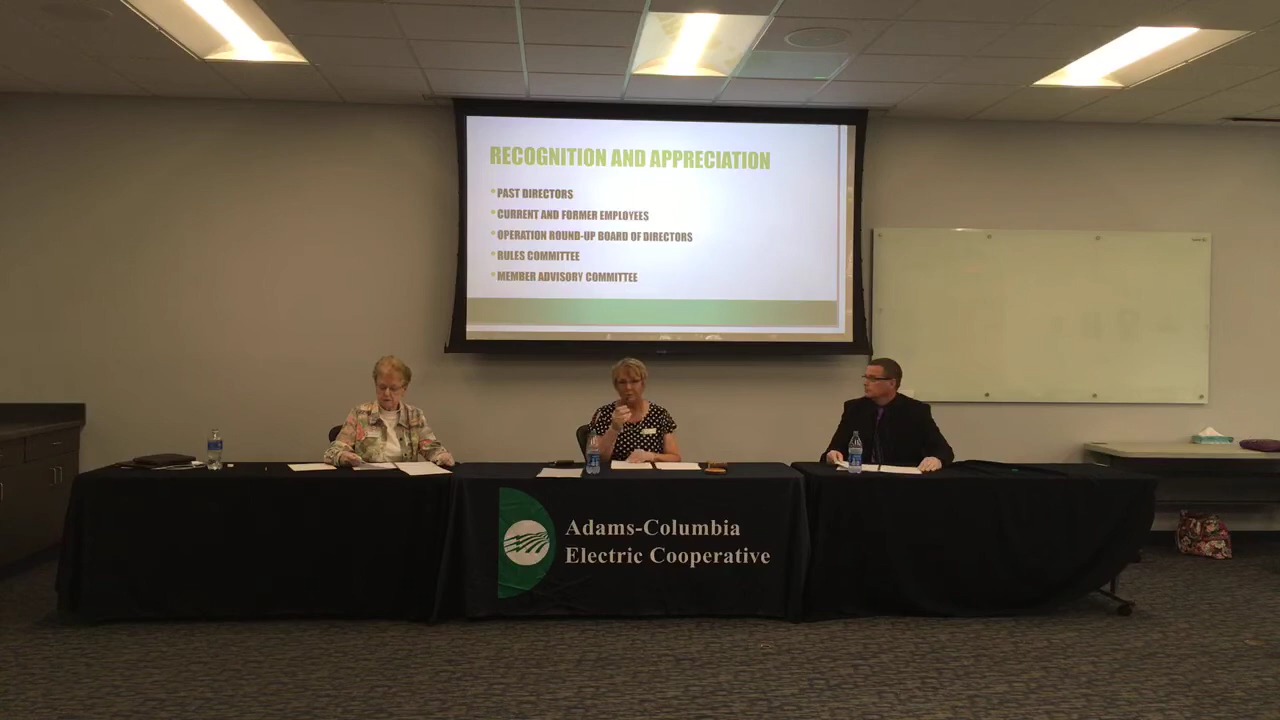 RECOGNITION AND APPRECIATION
• PAST DIRECTORS
• CURRENT AND FORMER EMPLOYEES
• OPERATION ROUND-UP BOARD OF DIRECTORS
• RULES COMMITTEE
• MEMBER ADVISORY COMMITTEE
Adams-Columbia
Electric Cooperative